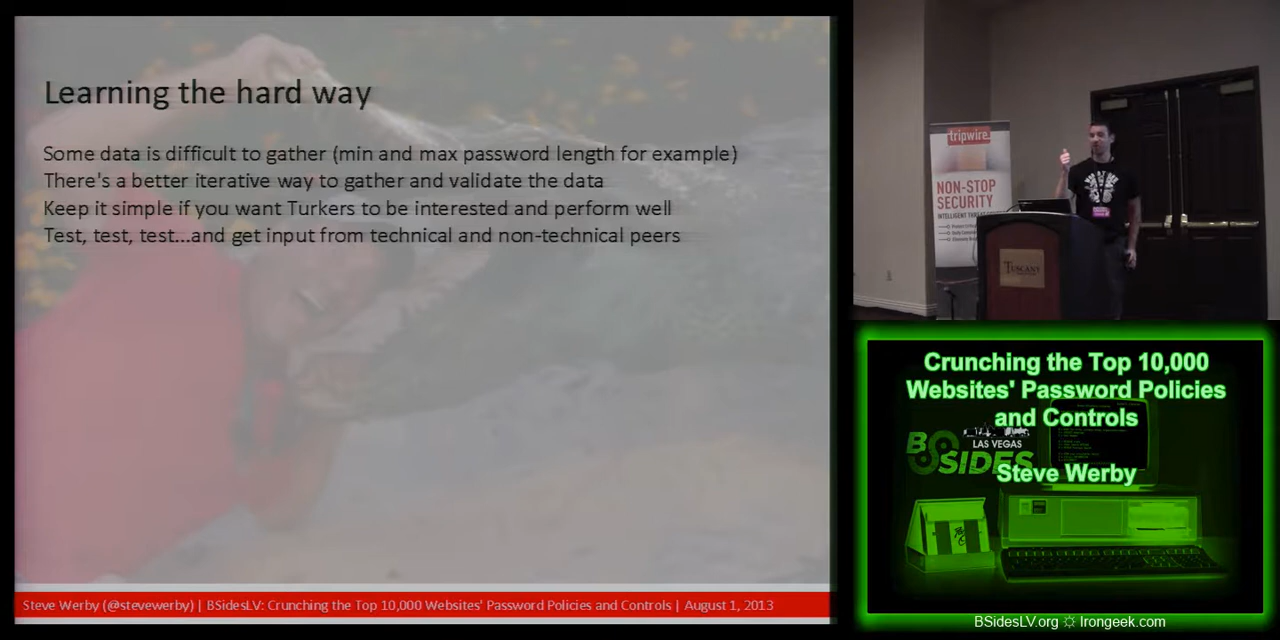 Learning the hard way
Some data is difficult to gather (min and max password length for example)
There's a better iterative way to gather and validate the data
Keep it simple if you want Turkers to be interested and perform well
Test, test, test...and get input from technical and non-technical peers
Steve Werby (@stevewerby) | BSidesLV: Crunching the Top 10,000 Websites' Password Policies and Controls | August 1, 2013
tripwire
NON-STOP
SECURITY
TUSCANY
Crunching the Top 10,000
Websites' Password Policies
and Controls
LAS VEGAS
BSIDES
Steve Werby
BSidesLV.org ☼ Irongeek.com